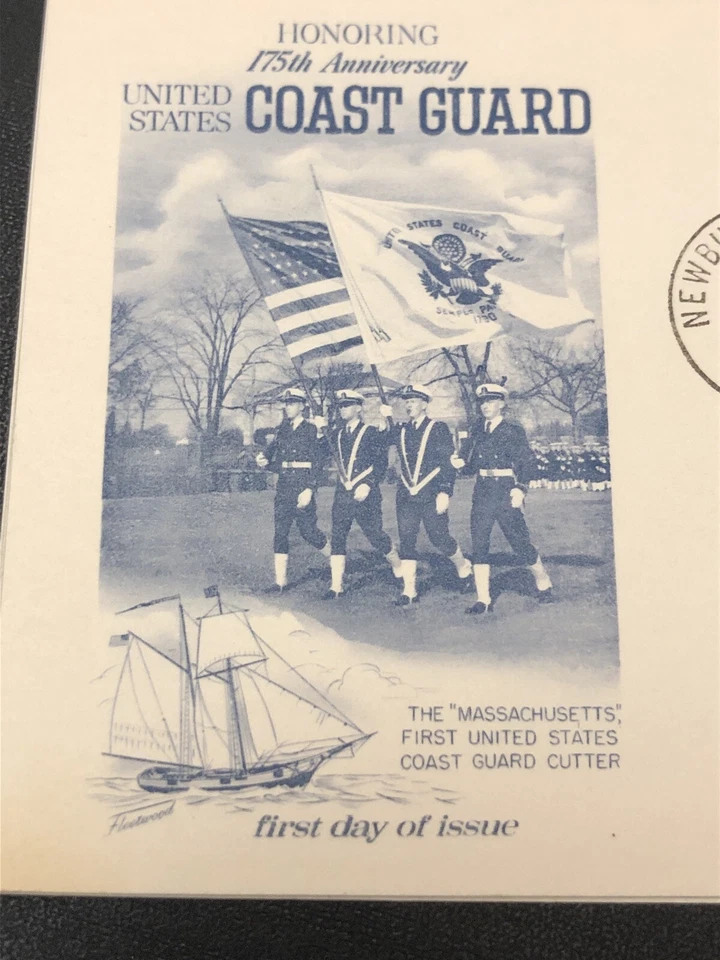 HONORING
175th Anniversary
UNITED STATES COAST GUARD
UNITED STATES COAST GUARD
SEMPER PAR
1790
NEWBU
THE "MASSACHUSETTS",
FIRST UNITED STATES
COAST GUARD CUTTER
Fleetwood
first day of issue